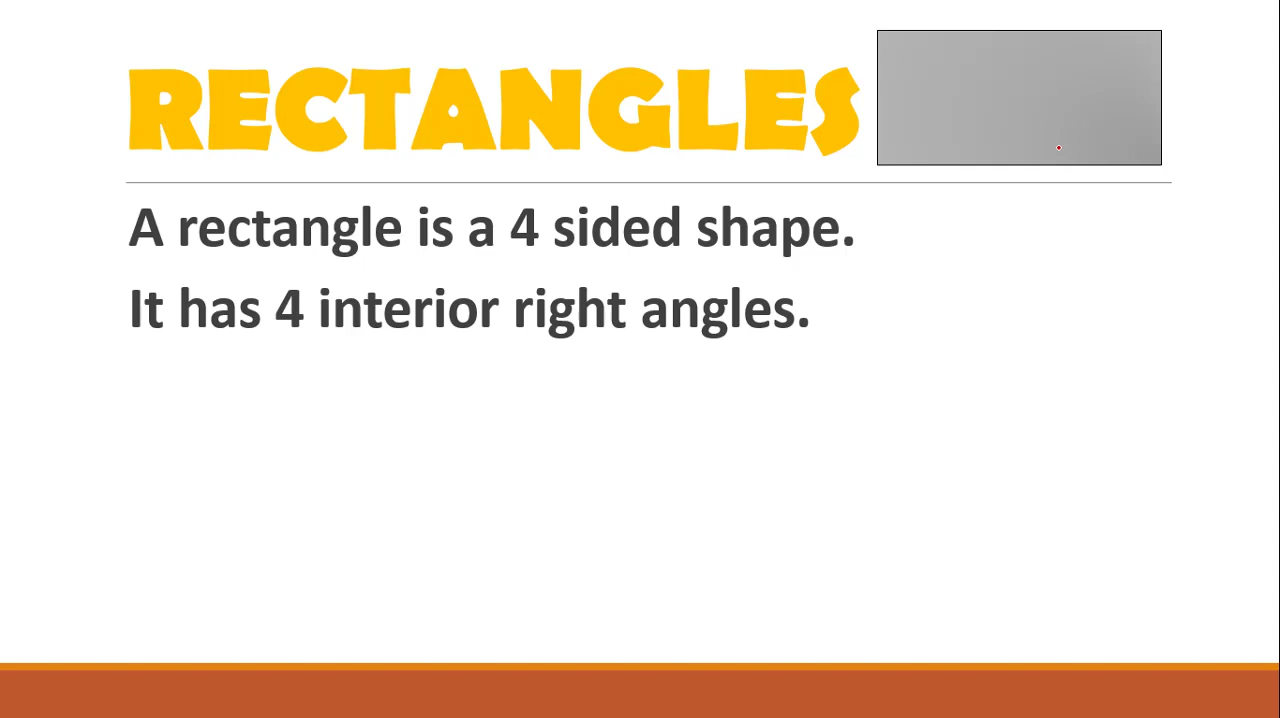 RECTANGLES
A rectangle is a 4 sided shape.
It has 4 interior right angles.